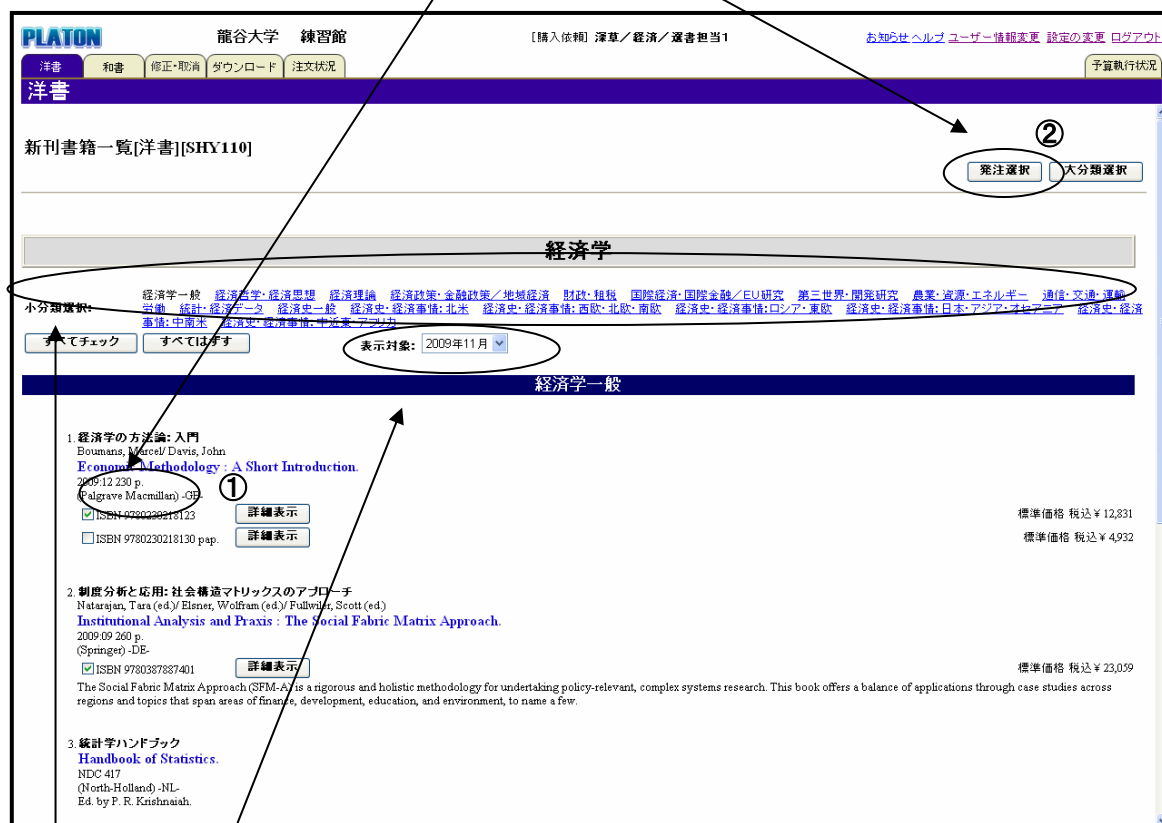 PLATON 龍谷大学 練習館 [購入依頼] 深草／経済／選書担当1 お知らせ ヘルプ ユーザー情報変更 設定の変更 ログアウト
洋書 和書 修正・取消 ダウンロード 注文状況 予算執行状況
洋書
②
新刊書籍一覧[洋書][SHY110]
発注選択 大分類選択
経済学
小分類選択: 経済学一般 経済哲学・経済思想 経済理論 経済政策・金融政策／地域経済 財政・租税 国際経済・国際金融／EU研究 第三世界・開発研究 農業・資源・エネルギー 通信・交通・運輸
労働 統計・経済データ 経済史一般 経済史・経済事情:北米 経済史・経済事情:西欧・北欧・南欧 経済史・経済事情:ロシア・東欧 経済史・経済事情:日本・アジア・オセアニア 経済史・経済
事情:中南米 経済史・経済事情:中近東・アフリカ
すべてチェック すべてはずす 表示対象: 2009年11月
経済学一般
1. 経済学の方法論: 入門
Boumans, Marcel/ Davis, John
Economic Methodology : A Short Introduction.
2009:12 230 p.
(Palgrave Macmillan) -GB- ①
ISBN 9780230218123 詳細表示 標準価格 税込￥12,831
ISBN 9780230218130 pap. 詳細表示 標準価格 税込￥4,932
2. 制度分析と応用: 社会構造マトリックスのアプローチ
Natarajan, Tara (ed.)/ Elsner, Wolfram (ed.)/ Fullwiler, Scott (ed.)
Institutional Analysis and Praxis : The Social Fabric Matrix Approach.
2009:09 260 p.
(Springer) -DE-
ISBN 9780387887401 詳細表示 標準価格 税込￥23,059
The Social Fabric Matrix Approach (SFM-A) is a rigorous and holistic methodology for undertaking policy-relevant, complex systems research. This book offers a balance of applications through case studies across
regions and topics that span areas of finance, development, education, and environment, to name a few.
3. 統計学ハンドブック
Handbook of Statistics.
NDC 417
(North-Holland) -NL-
Ed. by P. R. Krishnaiah.